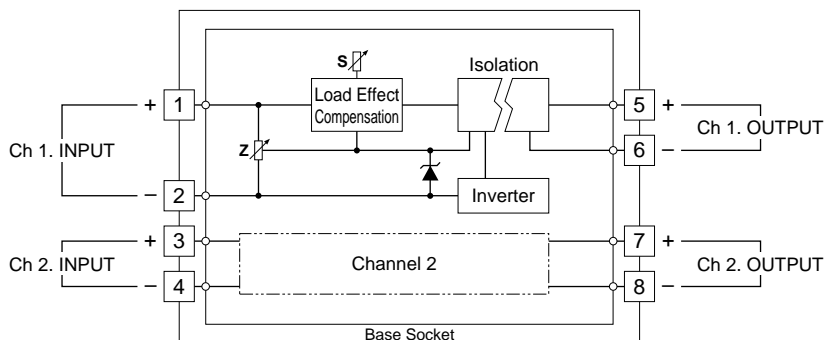 S
Isolation
+ 1
Load Effect
Compensation
5 +
Ch 1. INPUT
Z
6 −
Ch 1. OUTPUT
− 2
Inverter
+ 3
7 +
Ch 2. INPUT
Channel 2
Ch 2. OUTPUT
− 4
8 −
Base Socket